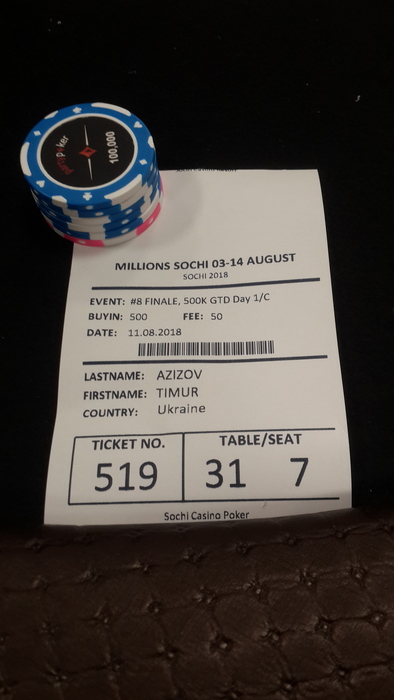 partypoker
100,000
MILLIONS SOCHI 03-14 AUGUST
SOCHI 2018
EVENT: #8 FINALE, 500K GTD Day 1/C
BUYIN: 500 FEE: 50
DATE: 11.08.2018
LASTNAME: AZIZOV
FIRSTNAME: TIMUR
COUNTRY: Ukraine
TICKET NO. TABLE/SEAT
519 31 7
Sochi Casino Poker